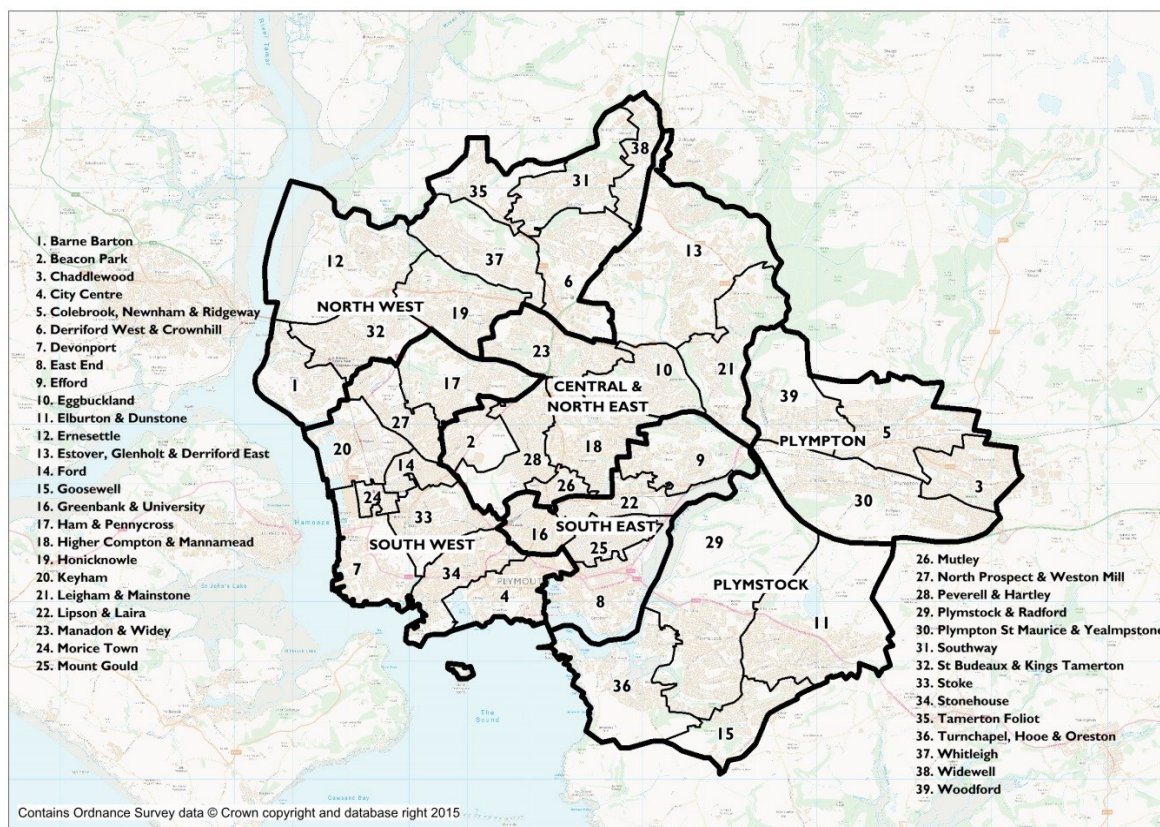 1. Barne Barton
2. Beacon Park
3. Chaddlewood
4. City Centre
5. Colebrook, Newnham & Ridgeway
6. Derriford West & Crownhill
7. Devonport
8. East End
9. Efford
10. Eggbuckland
11. Elburton & Dunstone
12. Ernesettle
13. Estover, Glenholt & Derriford East
14. Ford
15. Goosewell
16. Greenbank & University
17. Ham & Pennycross
18. Higher Compton & Mannamead
19. Honicknowle
20. Keyham
21. Leigham & Mainstone
22. Lipson & Laira
23. Manadon & Widey
24. Morice Town
25. Mount Gould
38
31
35
13
12
37
6
NORTH WEST
32
19
23
10
21
1
17
CENTRAL &
NORTH EAST
39
5
PLYMPTON
27
2
28
18
9
20
14
26
3
24
22
30
33
16
SOUTH EAST
25
29
SOUTH WEST
7
34
PLYMOUT
4
8
PLYMSTOCK
11
36
15
Hamoaze
St John's Lake
The
Sound
Cawsand Bay
River Tamar
26. Mutley
27. North Prospect & Weston Mill
28. Peverell & Hartley
29. Plymstock & Radford
30. Plympton St Maurice & Yealmpstone
31. Southway
32. St Budeaux & Kings Tamerton
33. Stoke
34. Stonehouse
35. Tamerton Foliot
36. Turnchapel, Hooe & Oreston
37. Whitleigh
38. Widewell
39. Woodford
Contains Ordnance Survey data © Crown copyright and database right 2015